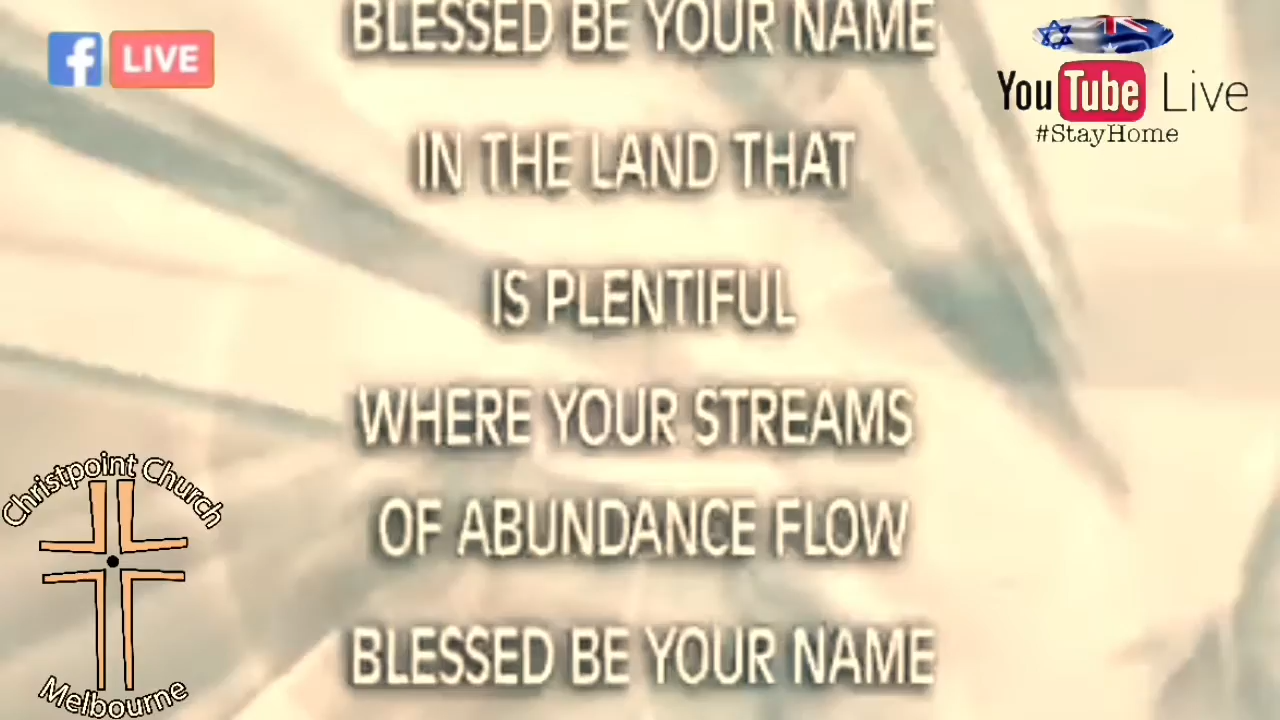 BLESSED BE YOUR NAME
f LIVE
YouTube Live
#StayHome
IN THE LAND THAT
IS PLENTIFUL
WHERE YOUR STREAMS
OF ABUNDANCE FLOW
BLESSED BE YOUR NAME
Christpoint Church
Melbourne